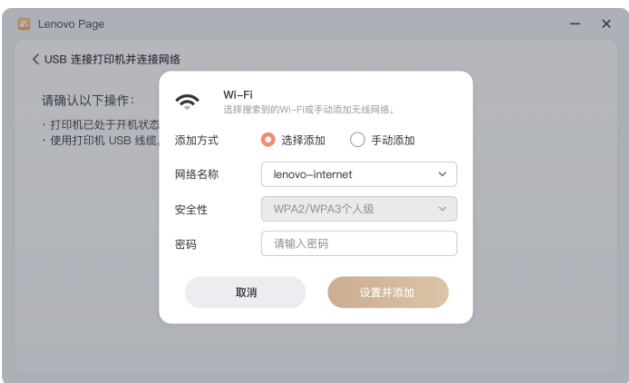 Lenovo Page
USB 连接打印机并连接网络
请确认以下操作：
· 打印机已处于开机状态
· 使用打印机 USB 线缆,
Wi-Fi
选择搜索到的Wi-Fi或手动添加无线网络。
添加方式 选择添加 手动添加
网络名称 lenovo-internet
安全性 WPA2/WPA3个人级
密码 请输入密码
取消 设置并添加